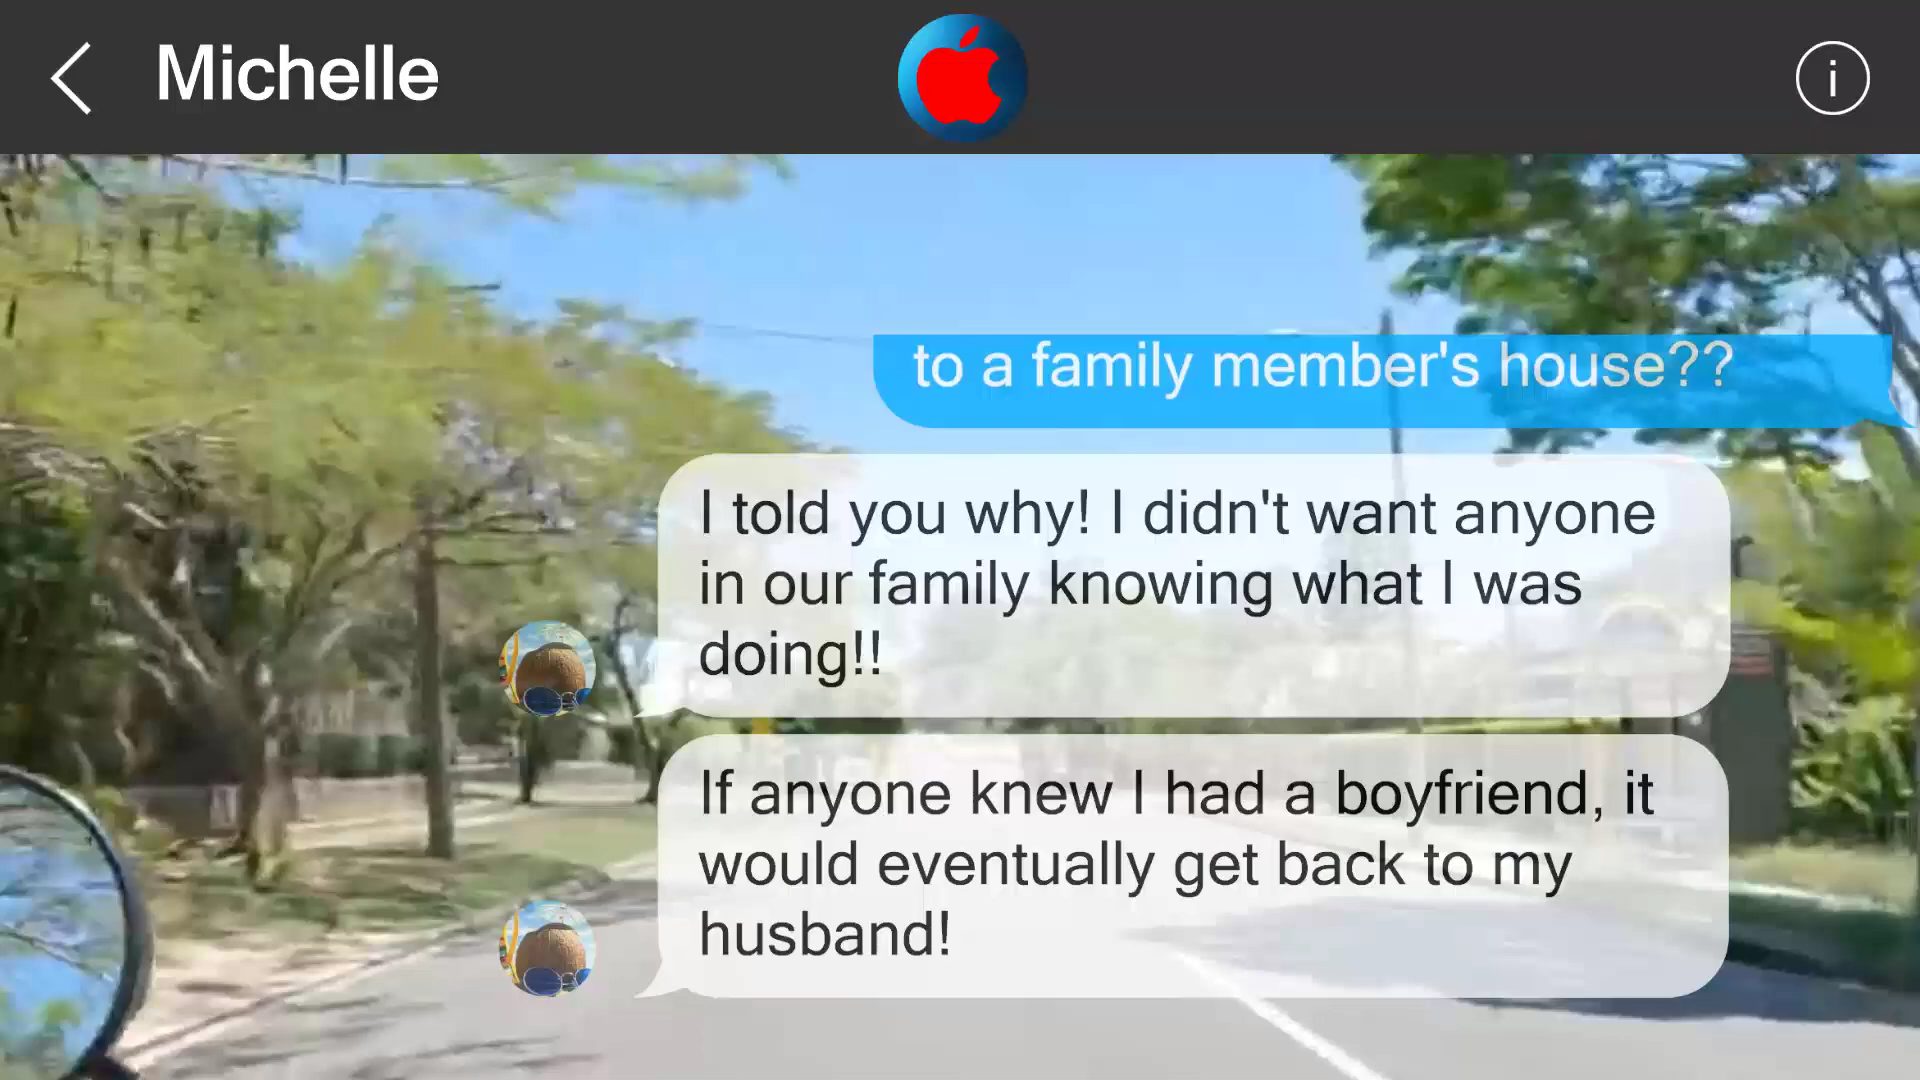 Michelle
to a family member's house??
I told you why! I didn't want anyone
in our family knowing what I was
doing!!
If anyone knew I had a boyfriend, it
would eventually get back to my
husband!